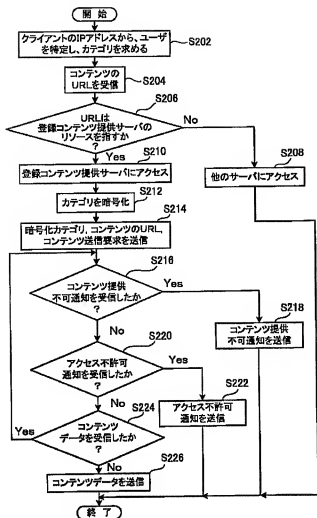 開始
クライアントのIPアドレスから、ユーザ
を特定し、カテゴリを求める
S202
コンテンツの
URLを受信
S204
S206
URLは
登録コンテンツ提供サーバの
リソースを指すか
?
No
Yes
S210
S208
登録コンテンツ提供サーバにアクセス
他のサーバにアクセス
S212
カテゴリを暗号化
S214
暗号化カテゴリ,コンテンツのURL,
コンテンツ送信要求を送信
S216
コンテンツ提供
不可通知を受信したか
?
Yes
S218
No
コンテンツ提供
不可通知を送信
S220
アクセス不許可
通知を受信したか
?
Yes
S222
No
アクセス不許可
通知を送信
S224
コンテンツ
データを受信したか
?
Yes
No
S226
コンテンツデータを送信
終了